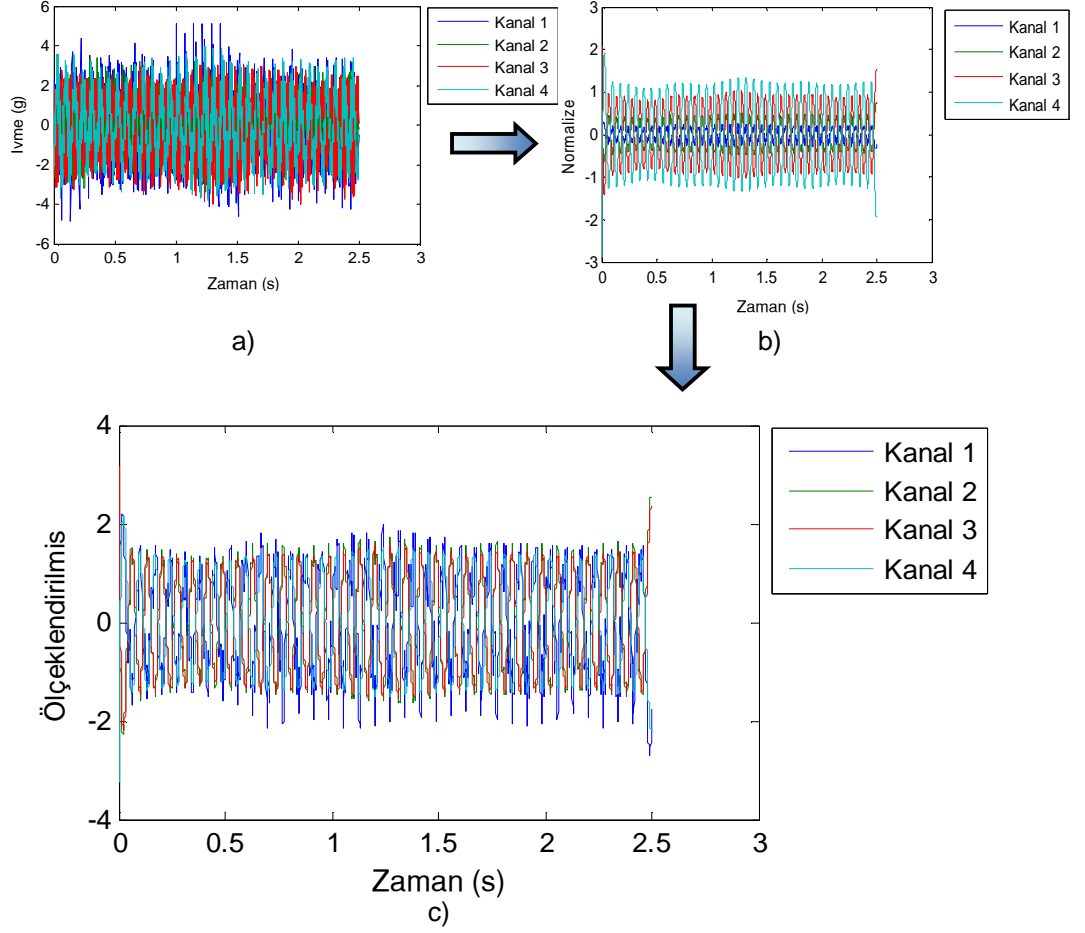 6
4
2
0
-2
-4
-6
0
0.5
1
1.5
2
2.5
3
Ivme (g)
Zaman (s)
Kanal 1
Kanal 2
Kanal 3
Kanal 4
a)
3
2
1
0
-1
-2
-3
0
0.5
1
1.5
2
2.5
3
Normalize
Zaman (s)
Kanal 1
Kanal 2
Kanal 3
Kanal 4
b)
4
2
0
-2
-4
0
0.5
1
1.5
2
2.5
3
Ölçeklendirilmis
Zaman (s)
Kanal 1
Kanal 2
Kanal 3
Kanal 4
c)